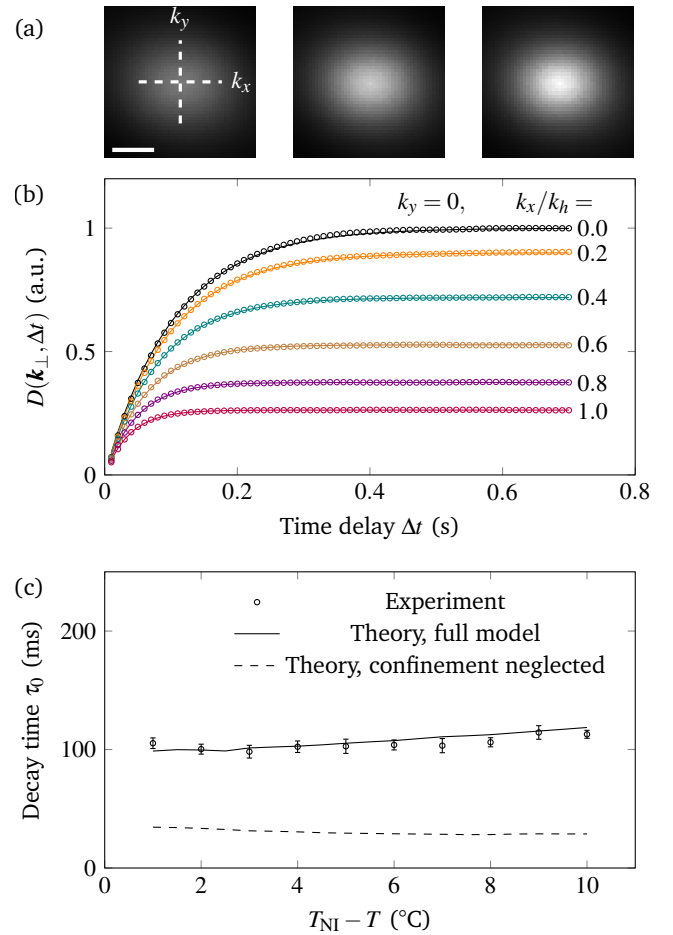 (a)
k_y
k_x
(b)
k_y = 0, k_x/k_h =
0.0
0.2
0.4
0.6
0.8
1.0
1
0.5
0
D(k_⊥, Δt) (a.u.)
0 0.2 0.4 0.6 0.8
Time delay Δt (s)
(c)
Experiment
Theory, full model
Theory, confinement neglected
200
100
0
Decay time τ_0 (ms)
0 2 4 6 8 10
T_NI − T (°C)